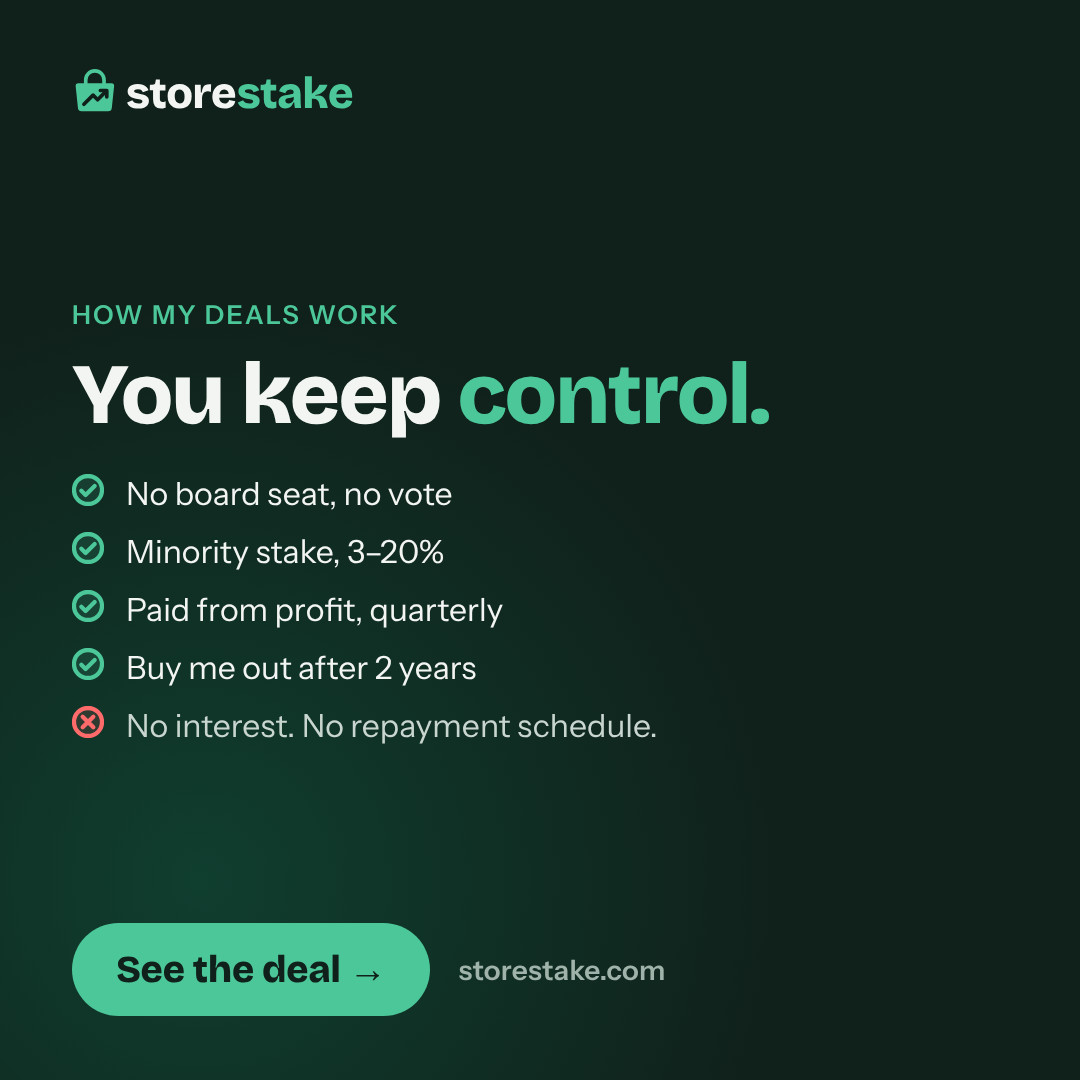 storestake
HOW MY DEALS WORK
You keep control.
No board seat, no vote
Minority stake, 3–20%
Paid from profit, quarterly
Buy me out after 2 years
No interest. No repayment schedule.
See the deal →
storestake.com